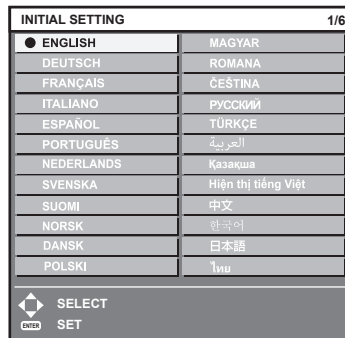 INITIAL SETTING 1/6
ENGLISH
DEUTSCH
FRANÇAIS
ITALIANO
ESPAÑOL
PORTUGUÊS
NEDERLANDS
SVENSKA
SUOMI
NORSK
DANSK
POLSKI
MAGYAR
ROMANA
ČEŠTINA
РУССКИЙ
TÜRKÇE
العربية
Қазақша
Hiện thị tiếng Việt
中文
한국어
日本語
ไทย
SELECT
ENTER SET